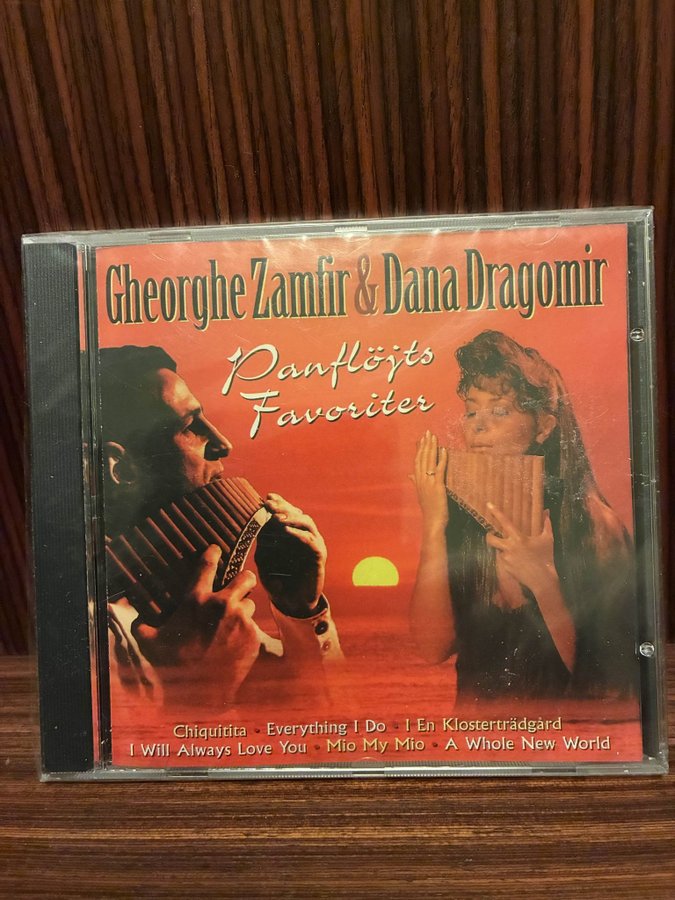 Gheorghe Zamfir & Dana Dragomir
Panflöjts
Favoriter
Chiquitita · Everything I Do · I En Klosterträdgård
I Will Always Love You · Mio My Mio · A Whole New World